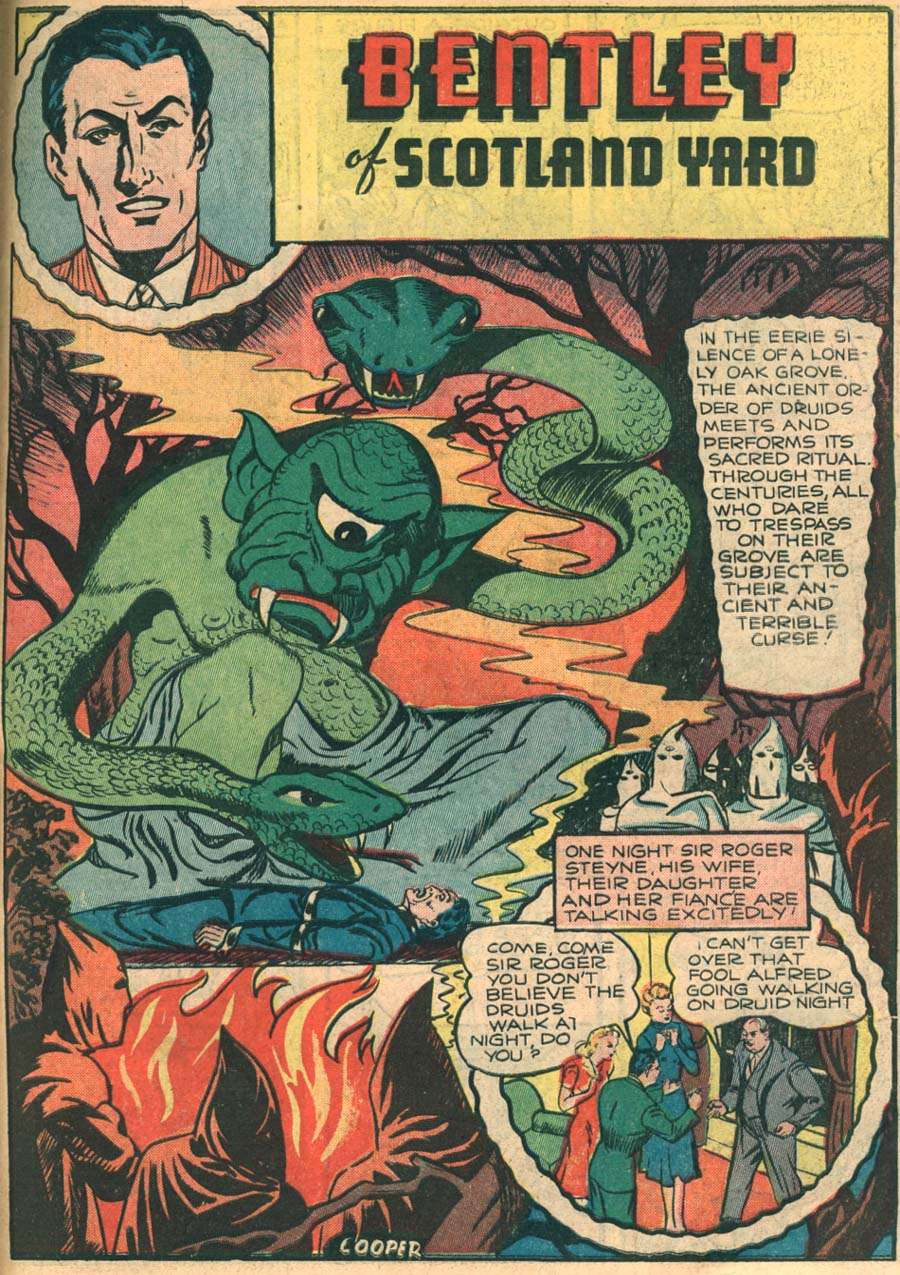 BENTLEY
of SCOTLAND YARD
IN THE EERIE SI-
LENCE OF A LONE-
LY OAK GROVE,
THE ANCIENT OR-
DER OF DRUIDS
MEETS AND
PERFORMS ITS
SACRED RITUAL.
THROUGH THE
CENTURIES, ALL
WHO DARE
TO TRESPASS
ON THEIR
GROVE ARE
SUBJECT TO
THEIR AN-
CIENT AND
TERRIBLE
CURSE!
ONE NIGHT SIR ROGER
STEYNE, HIS WIFE,
THEIR DAUGHTER
AND HER FIANCE ARE
TALKING EXCITEDLY!
COME, COME
SIR ROGER
YOU DON'T
BELIEVE THE
DRUIDS
WALK AT
NIGHT, DO
YOU?
I CAN'T GET
OVER THAT
FOOL ALFRED
GOING WALKING
ON DRUID NIGHT
COOPER